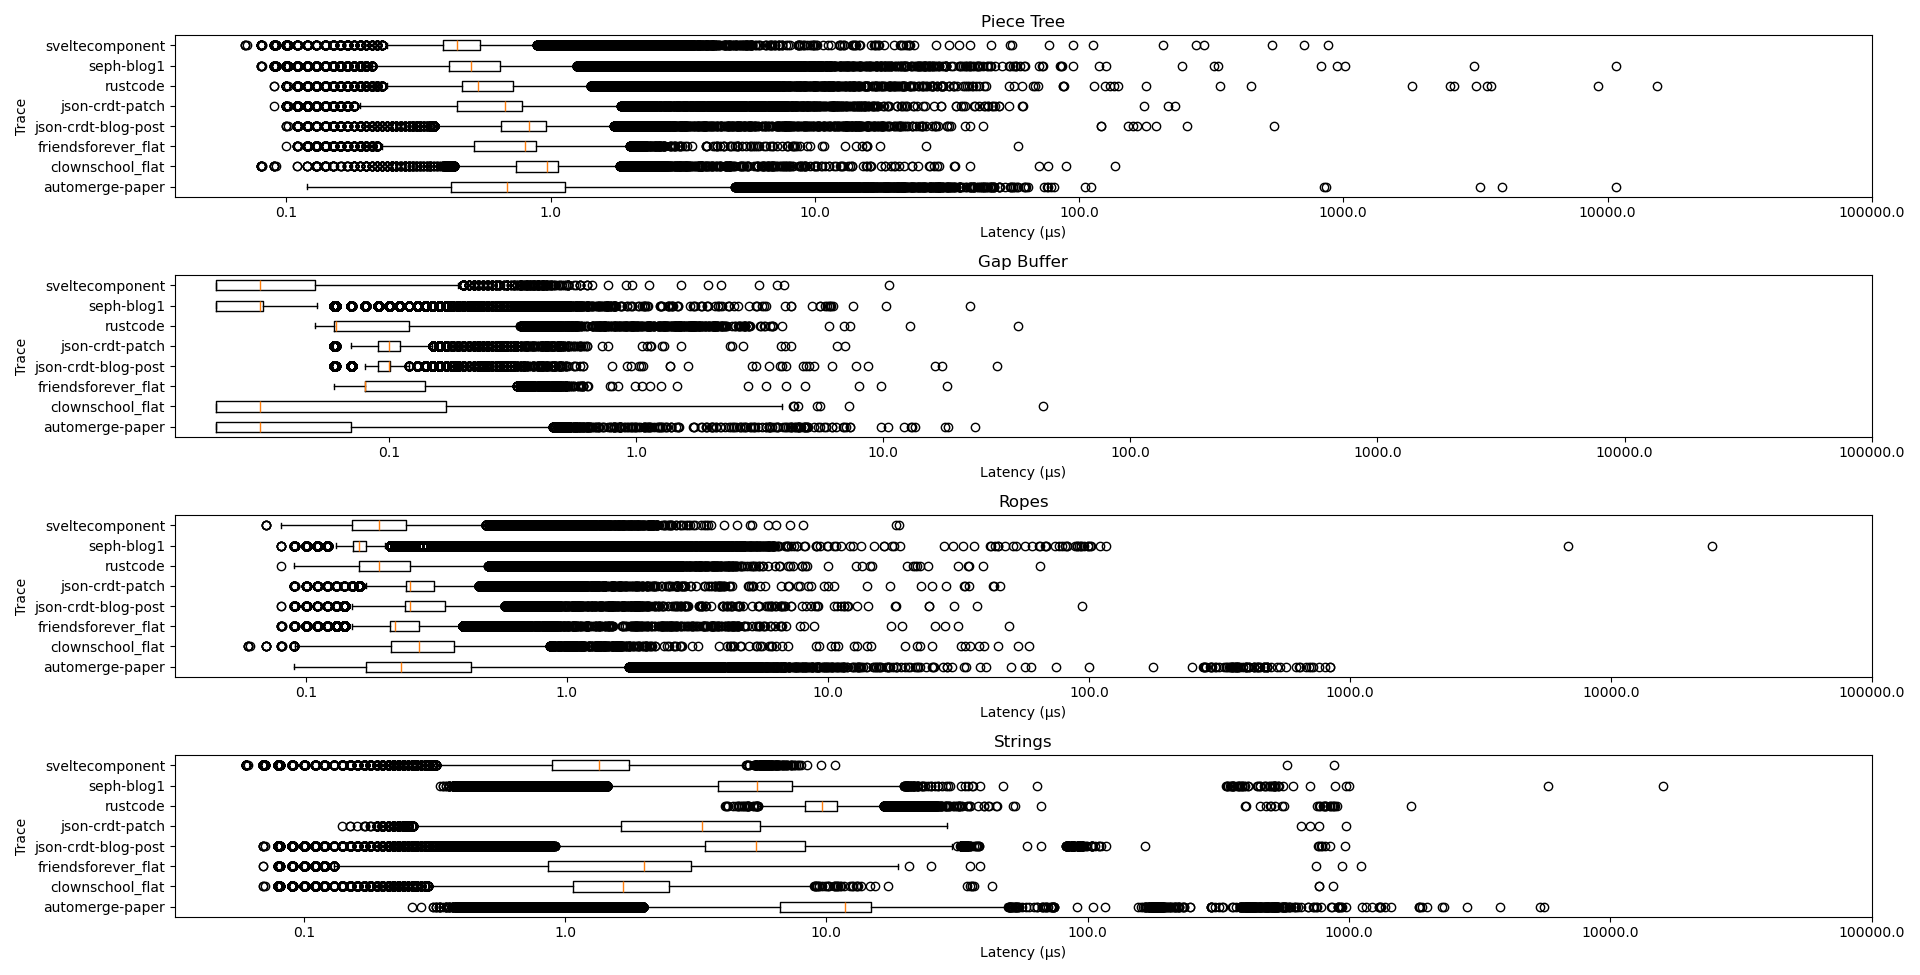 Piece Tree
Trace
sveltecomponent
seph-blog1
rustcode
json-crdt-patch
json-crdt-blog-post
friendsforever_flat
clownschool_flat
automerge-paper
0.1 1.0 10.0 100.0 1000.0 10000.0 100000.0
Latency (µs)
Gap Buffer
Trace
sveltecomponent
seph-blog1
rustcode
json-crdt-patch
json-crdt-blog-post
friendsforever_flat
clownschool_flat
automerge-paper
0.1 1.0 10.0 100.0 1000.0 10000.0 100000.0
Latency (µs)
Ropes
Trace
sveltecomponent
seph-blog1
rustcode
json-crdt-patch
json-crdt-blog-post
friendsforever_flat
clownschool_flat
automerge-paper
0.1 1.0 10.0 100.0 1000.0 10000.0 100000.0
Latency (µs)
Strings
Trace
sveltecomponent
seph-blog1
rustcode
json-crdt-patch
json-crdt-blog-post
friendsforever_flat
clownschool_flat
automerge-paper
0.1 1.0 10.0 100.0 1000.0 10000.0 100000.0
Latency (µs)